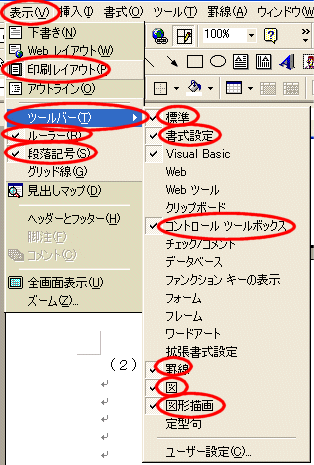 表示(V) 挿入(I) 書式(O) ツール(T) 罫線(A) ウィンドウ(W)
100%
下書き(N)
Web レイアウト(W)
印刷レイアウト(P)
アウトライン(O)
ツールバー(T)
ルーラー(R)
段落記号(S)
グリッド線(G)
見出しマップ(D)
ヘッダーとフッター(H)
脚注(F)
コメント(C)
全画面表示(U)
ズーム(Z)...
標準
書式設定
Visual Basic
Web
Web ツール
クリップボード
コントロール ツールボックス
チェック/コメント
データベース
ファンクション キーの表示
フォーム
フレーム
ワードアート
拡張書式設定
罫線
図
図形描画
定型句
ユーザー設定(C)...
(2)